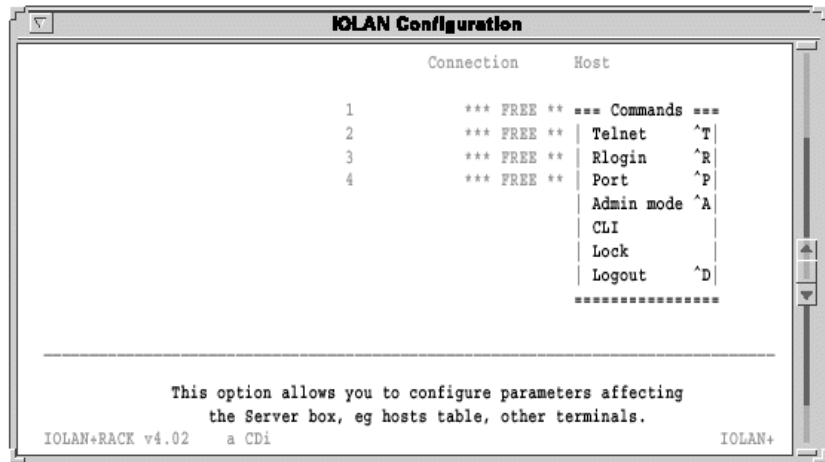 IOLAN Configuration
Connection Host
1 *** FREE ** === Commands ===
2 *** FREE ** | Telnet ^T|
3 *** FREE ** | Rlogin ^R|
4 *** FREE ** | Port ^P|
| Admin mode ^A|
| CLI |
| Lock |
| Logout ^D|
================
This option allows you to configure parameters affecting
the Server box, eg hosts table, other terminals.
IOLAN+RACK v4.02 a CDi IOLAN+